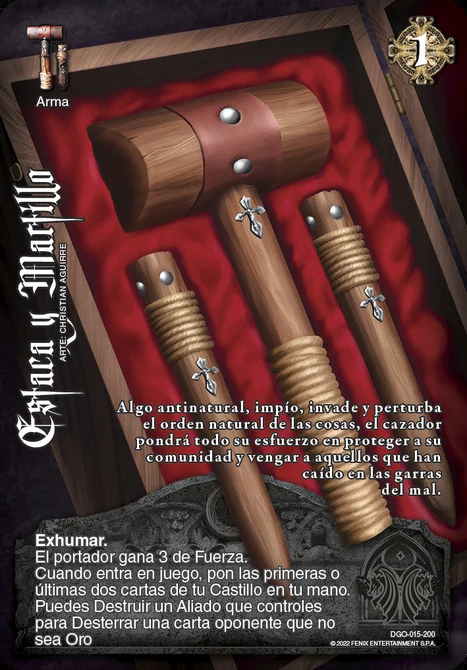 1
Arma
Estaca y Martillo
ARTE: CHRISTIAN AGUIRRE
Algo antinatural, impío, invade y perturba
el orden natural de las cosas, el cazador
pondrá todo su esfuerzo en proteger a su
comunidad y vengar a aquellos que han
caído en las garras
del mal.
Exhumar.
El portador gana 3 de Fuerza.
Cuando entra en juego, pon las primeras o
últimas dos cartas de tu Castillo en tu mano.
Puedes Destruir un Aliado que controles
para Desterrar una carta oponente que no
sea Oro
DGO-015-200
© 2022 FENIX ENTERTAINMENT S.P.A.